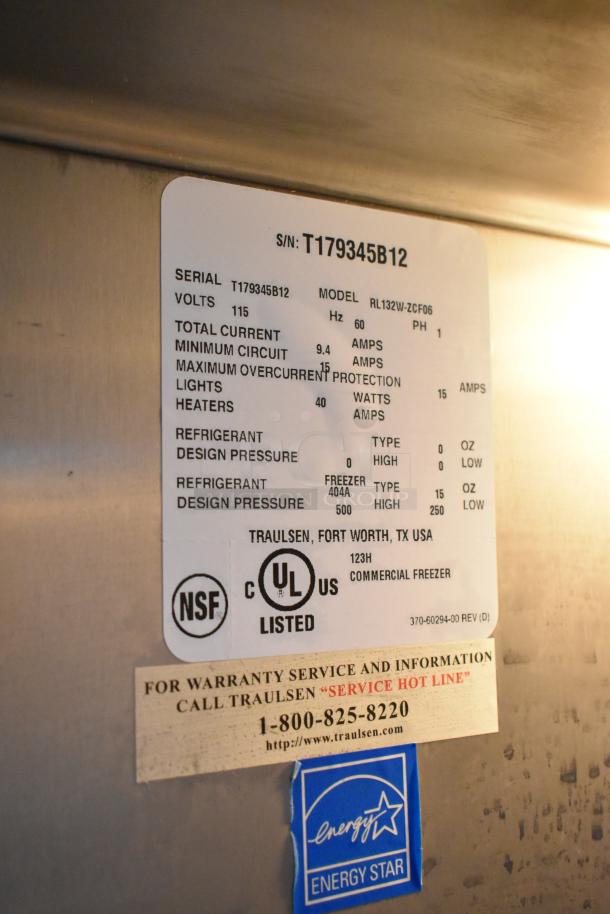 S/N: T179345B12
SERIAL T179345B12 MODEL RL132W-ZCF06
VOLTS 115 Hz 60 PH 1
TOTAL CURRENT 9.4 AMPS
MINIMUM CIRCUIT 15 AMPS
MAXIMUM OVERCURRENT PROTECTION 15 AMPS
LIGHTS 40 WATTS
HEATERS AMPS
REFRIGERANT TYPE 0 OZ
DESIGN PRESSURE 0 HIGH 0 LOW
REFRIGERANT FREEZER 404A TYPE 15 OZ
DESIGN PRESSURE 500 HIGH 250 LOW
TRAULSEN, FORT WORTH, TX USA
123H
COMMERCIAL FREEZER
NSF
C UL US
LISTED
370-60294-00 REV (D)
FOR WARRANTY SERVICE AND INFORMATION
CALL TRAULSEN "SERVICE HOT LINE"
1-800-825-8220
http://www.traulsen.com
energy
ENERGY STAR